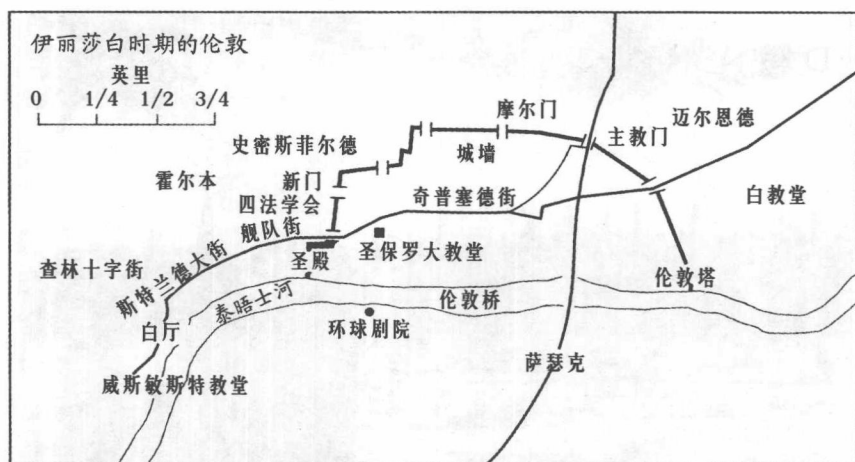 伊丽莎白时期的伦敦
英里
0 1/4 1/2 3/4
摩尔门
迈尔恩德
史密斯菲尔德
城墙
主教门
霍尔本
新门
四法学会
奇普塞德街
白教堂
舰队街
斯特兰德大街
圣殿
圣保罗大教堂
查林十字街
伦敦塔
泰晤士河
伦敦桥
白厅
环球剧院
萨瑟克
威斯敏斯特教堂